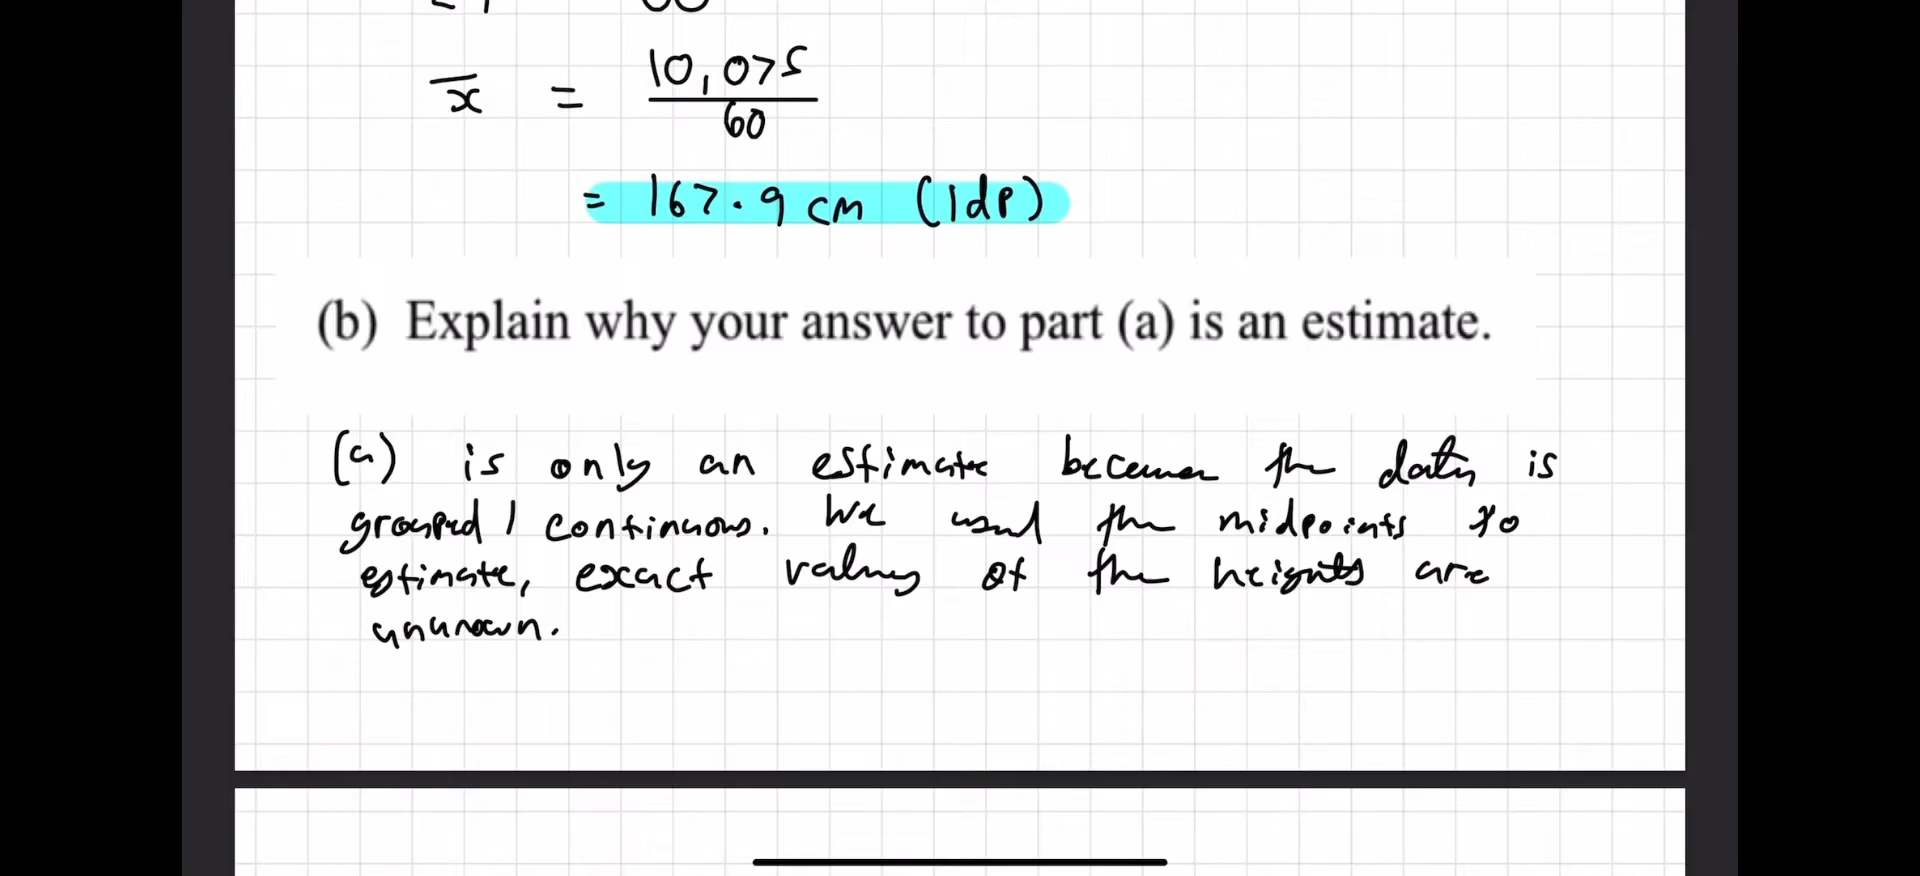 x̄ = 10,075
60
= 167.9 cm (1dp)
(b) Explain why your answer to part (a) is an estimate.
(a) is only an estimate because the data is
grouped / continuous. We used the midpoints to
estimate, exact values of the heights are
unknown.